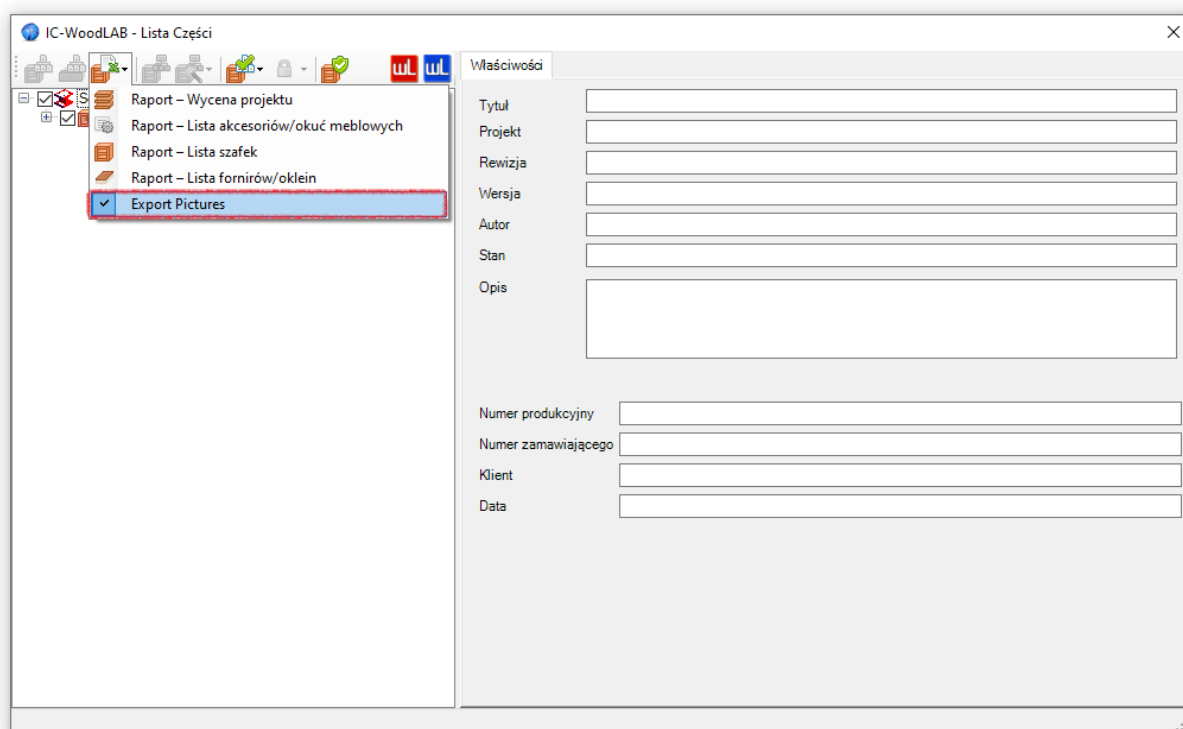 IC-WoodLAB - Lista Części
wL wL
Właściwości
S
Raport – Wycena projektu
Raport – Lista akcesoriów/okuć meblowych
Raport – Lista szafek
Raport – Lista fornirów/oklein
Export Pictures
Tytuł
Projekt
Rewizja
Wersja
Autor
Stan
Opis
Numer produkcyjny
Numer zamawiającego
Klient
Data